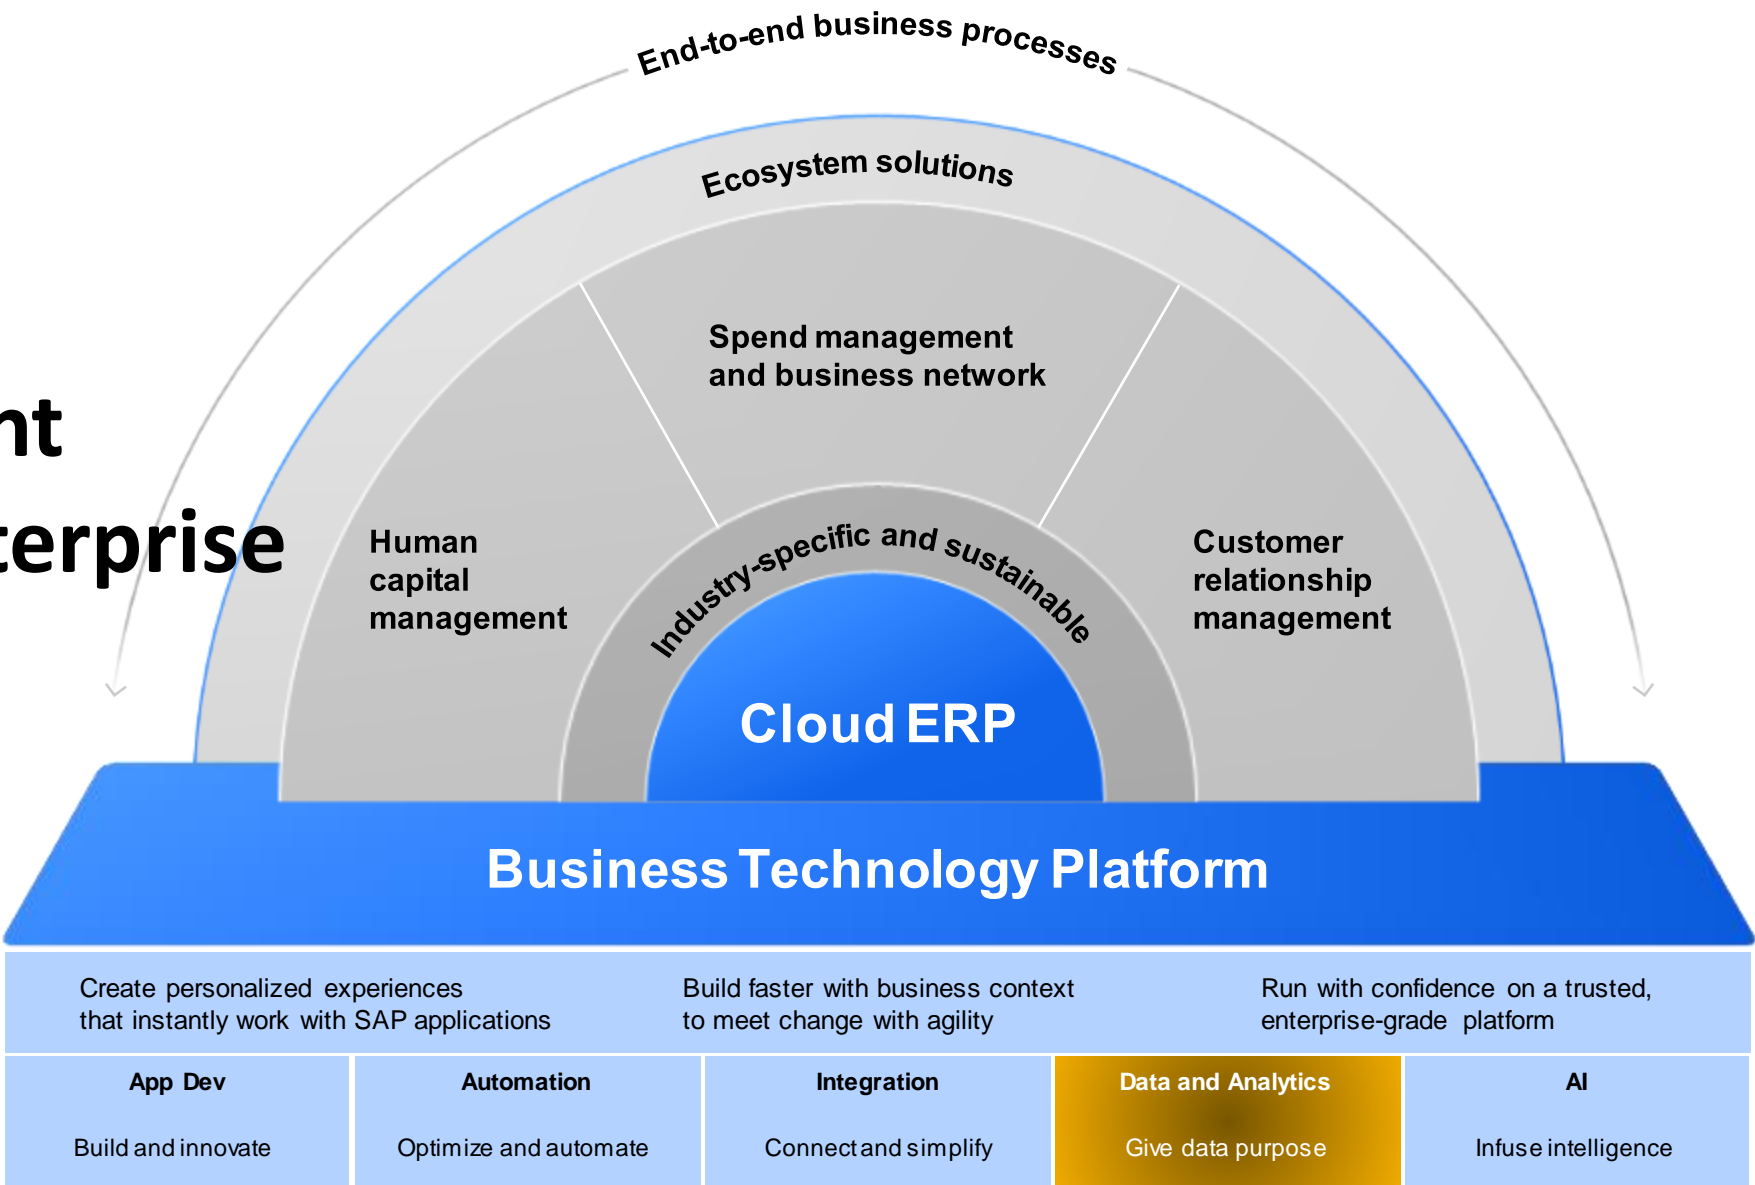 End-to-end business processes
Ecosystem solutions
Spend management
and business network
nt
terprise
Human
capital
management
Industry-specific and sustainable
Customer
relationship
management
Cloud ERP
Business Technology Platform
Create personalized experiences
that instantly work with SAP applications
Build faster with business context
to meet change with agility
Run with confidence on a trusted,
enterprise-grade platform
App Dev
Build and innovate
Automation
Optimize and automate
Integration
Connect and simplify
Data and Analytics
Give data purpose
AI
Infuse intelligence